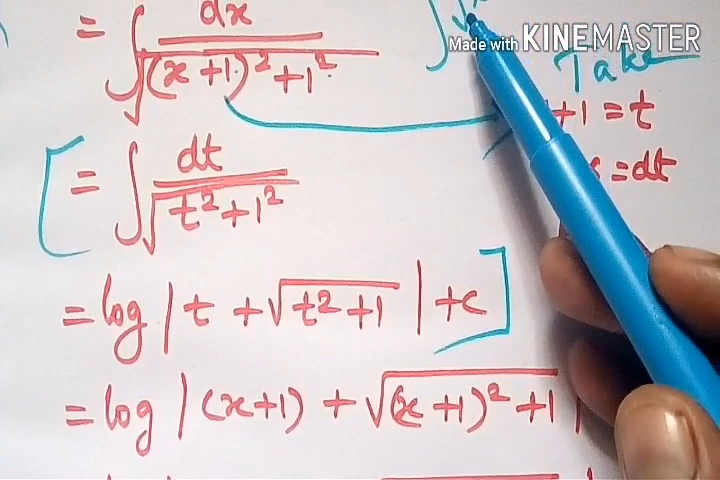 = ∫ dx / √((x+1)² + 1²)
Made with KINEMASTER
Take
+1 = t
= dt
= ∫ dt / √(t² + 1²)
= log | t + √(t² + 1) | + c
= log | (x+1) + √((x+1)² + 1) |